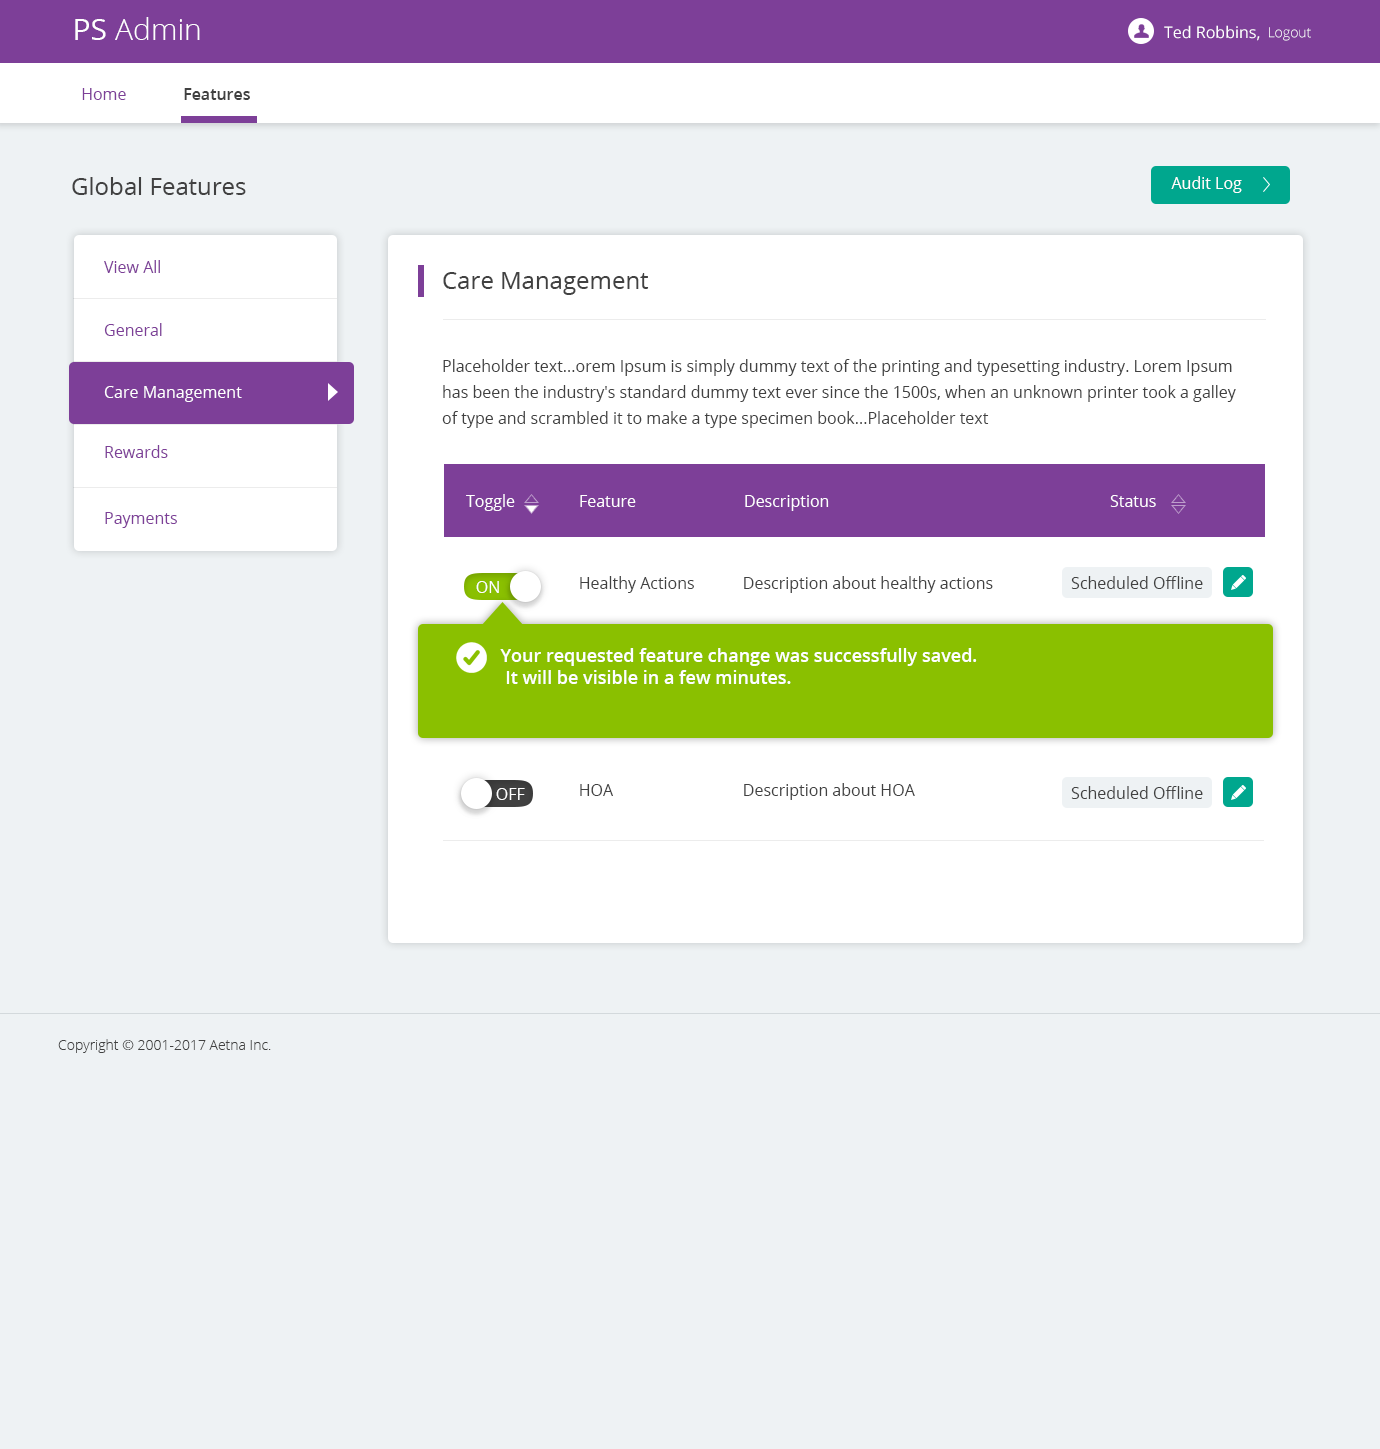 PS Admin
Ted Robbins, Logout
Home Features
Global Features
Audit Log
View All
General
Care Management
Rewards
Payments
Care Management
Placeholder text...orem Ipsum is simply dummy text of the printing and typesetting industry. Lorem Ipsum
has been the industry's standard dummy text ever since the 1500s, when an unknown printer took a galley
of type and scrambled it to make a type specimen book...Placeholder text
Toggle Feature Description Status
ON Healthy Actions Description about healthy actions Scheduled Offline
Your requested feature change was successfully saved.
It will be visible in a few minutes.
OFF HOA Description about HOA Scheduled Offline
Copyright © 2001-2017 Aetna Inc.